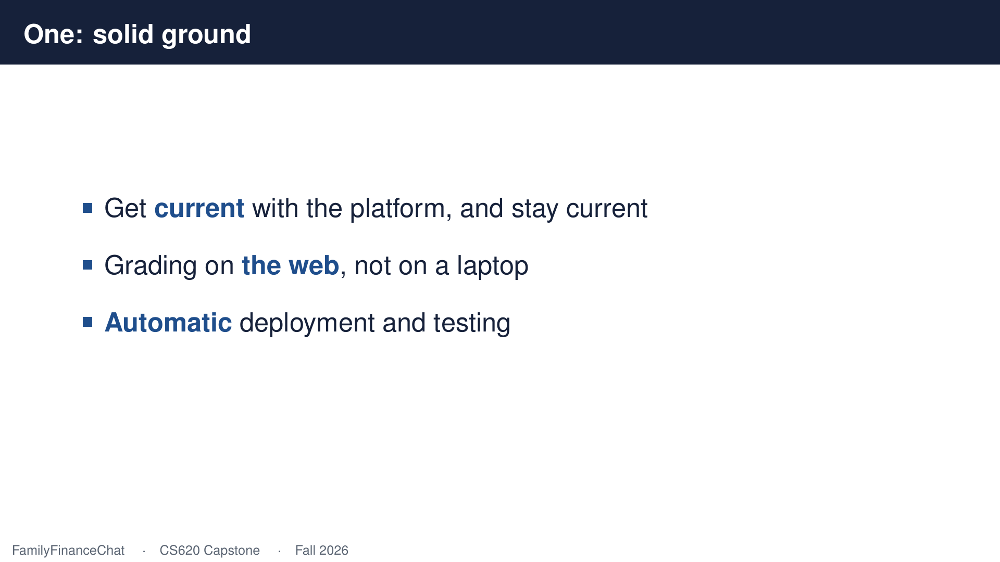 One: solid ground
Get current with the platform, and stay current
Grading on the web, not on a laptop
Automatic deployment and testing
FamilyFinanceChat · CS620 Capstone · Fall 2026